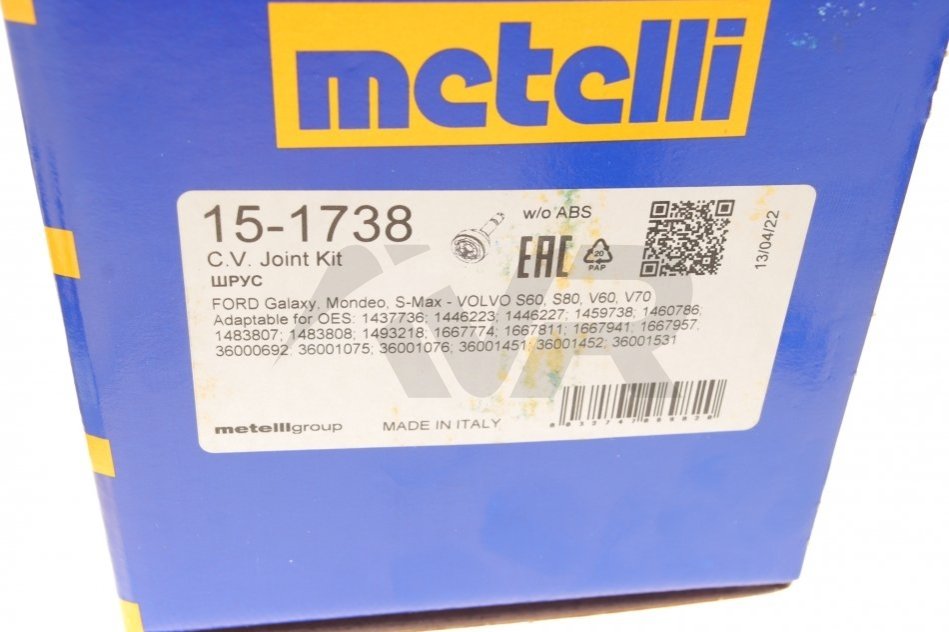 metelli
15-1738
C.V. Joint Kit
ШРУС
w/o ABS
EAC
20
PAP
13/04/22
FORD Galaxy, Mondeo, S-Max - VOLVO S60, S80, V60, V70
Adaptable for OES: 1437736; 1446223; 1446227; 1459738; 1460786;
1483807; 1483808; 1493218; 1667774; 1667811; 1667941; 1667957;
36000692; 36001075; 36001076; 36001451; 36001452; 36001531
metelligroup
MADE IN ITALY